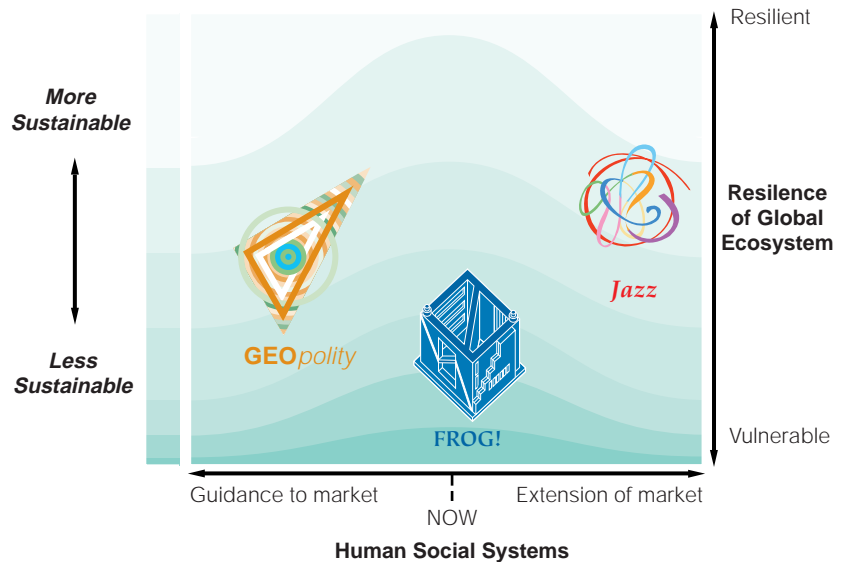 Resilient
More
Sustainable
Resilence
of Global
Ecosystem
Jazz
GEOpolity
Less
Sustainable
FROG!
Vulnerable
Guidance to market
Extension of market
NOW
Human Social Systems